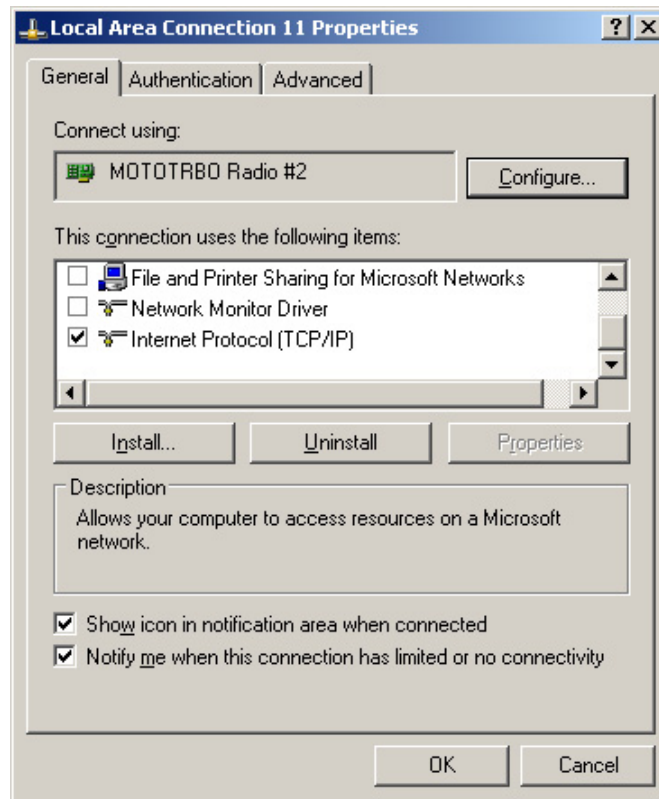 Local Area Connection 11 Properties
General Authentication Advanced
Connect using:
MOTOTRBO Radio #2
Configure...
This connection uses the following items:
File and Printer Sharing for Microsoft Networks
Network Monitor Driver
Internet Protocol (TCP/IP)
Install... Uninstall Properties
Description
Allows your computer to access resources on a Microsoft
network.
Show icon in notification area when connected
Notify me when this connection has limited or no connectivity
OK Cancel